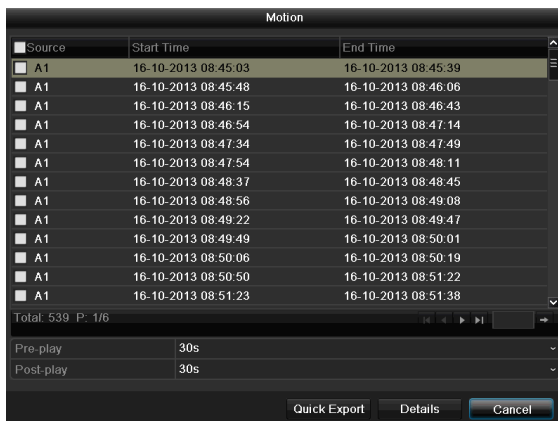 Motion
Source Start Time End Time
A1 16-10-2013 08:45:03 16-10-2013 08:45:39
A1 16-10-2013 08:45:48 16-10-2013 08:46:06
A1 16-10-2013 08:46:15 16-10-2013 08:46:43
A1 16-10-2013 08:46:54 16-10-2013 08:47:14
A1 16-10-2013 08:47:34 16-10-2013 08:47:49
A1 16-10-2013 08:47:54 16-10-2013 08:48:11
A1 16-10-2013 08:48:37 16-10-2013 08:48:45
A1 16-10-2013 08:48:56 16-10-2013 08:49:08
A1 16-10-2013 08:49:22 16-10-2013 08:49:47
A1 16-10-2013 08:49:49 16-10-2013 08:50:01
A1 16-10-2013 08:50:06 16-10-2013 08:50:19
A1 16-10-2013 08:50:50 16-10-2013 08:51:22
A1 16-10-2013 08:51:23 16-10-2013 08:51:38
Total: 539 P: 1/6
Pre-play 30s
Post-play 30s
Quick Export Details Cancel